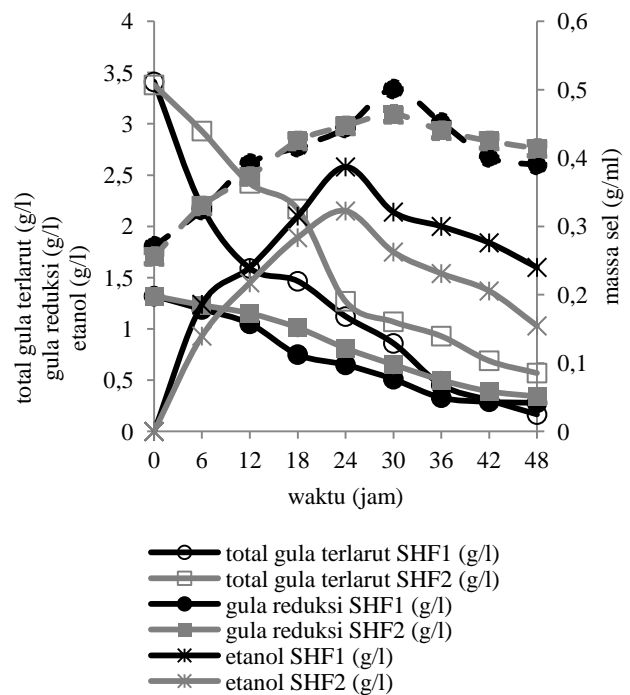 4
3,5
3
2,5
2
1,5
1
0,5
0
0,6
0,5
0,4
0,3
0,2
0,1
0
0 6 12 18 24 30 36 42 48
total gula terlarut (g/l)
gula reduksi (g/l)
etanol (g/l)
massa sel (g/ml)
waktu (jam)
total gula terlarut SHF1 (g/l)
total gula terlarut SHF2 (g/l)
gula reduksi SHF1 (g/l)
gula reduksi SHF2 (g/l)
etanol SHF1 (g/l)
etanol SHF2 (g/l)